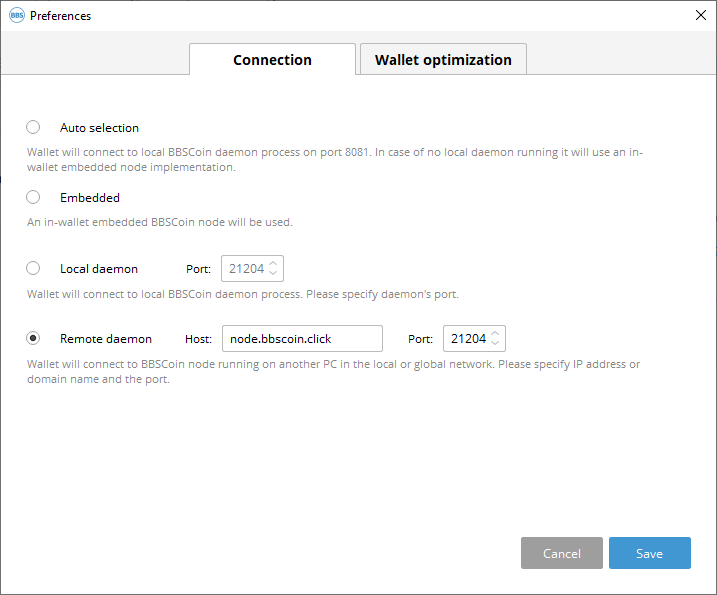 BBS Preferences
Connection
Wallet optimization
Auto selection
Wallet will connect to local BBSCoin daemon process on port 8081. In case of no local daemon running it will use an in-
wallet embedded node implementation.
Embedded
An in-wallet embedded BBSCoin node will be used.
Local daemon Port: 21204
Wallet will connect to local BBSCoin daemon process. Please specify daemon's port.
Remote daemon Host: node.bbscoin.click Port: 21204
Wallet will connect to BBSCoin node running on another PC in the local or global network. Please specify IP address or
domain name and the port.
Cancel
Save